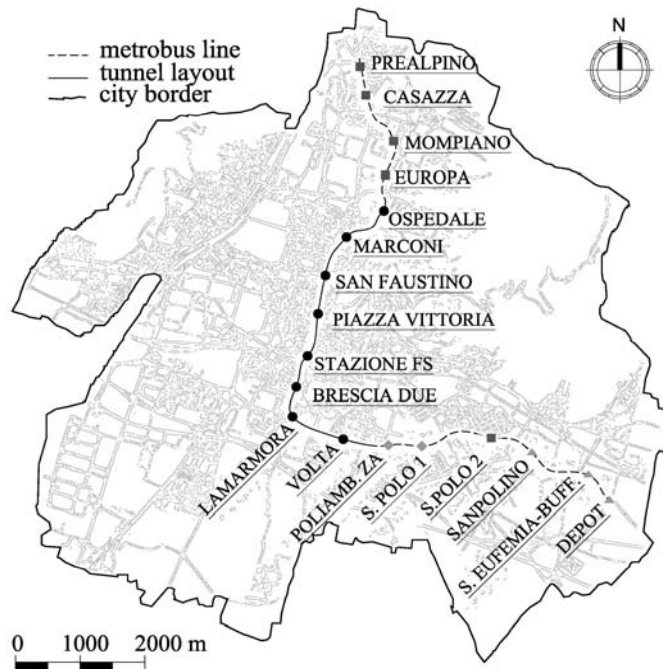 N
metrobus line
tunnel layout
city border
PREALPINO
CASAZZA
MOMPIANO
EUROPA
OSPEDALE
MARCONI
SAN FAUSTINO
PIAZZA VITTORIA
STAZIONE FS
BRESCIA DUE
LAMARMORA
VOLTA
POLIAMB. ZA
S. POLO 1
S.POLO 2
SANPOLINO
S. EUFEMIA-BUFF.
DEPOT
0 1000 2000 m